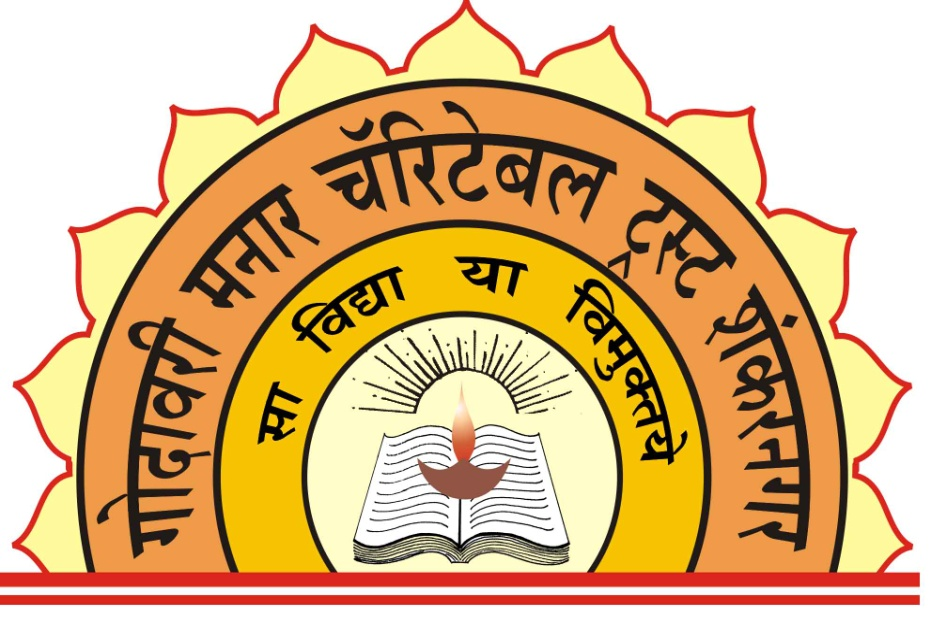 गोदावरी मनार चॅरिटेबल ट्रस्ट शंकरनगर
सा विद्या या विमुक्तये